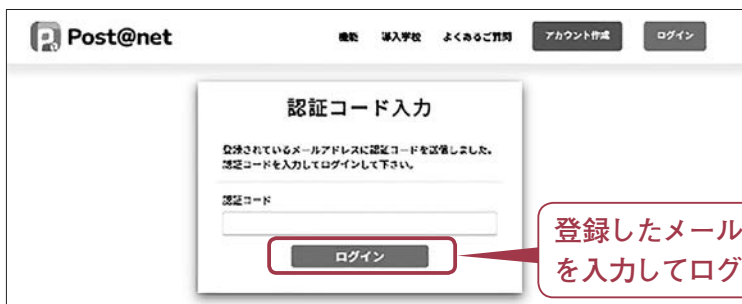 Post@net
機能 導入学校 よくあるご質問 アカウント作成 ログイン
認証コード入力
登録されているメールアドレスに認証コードを送信しました。
認証コードを入力してログインして下さい。
認証コード
ログイン
登録したメール
を入力してログ